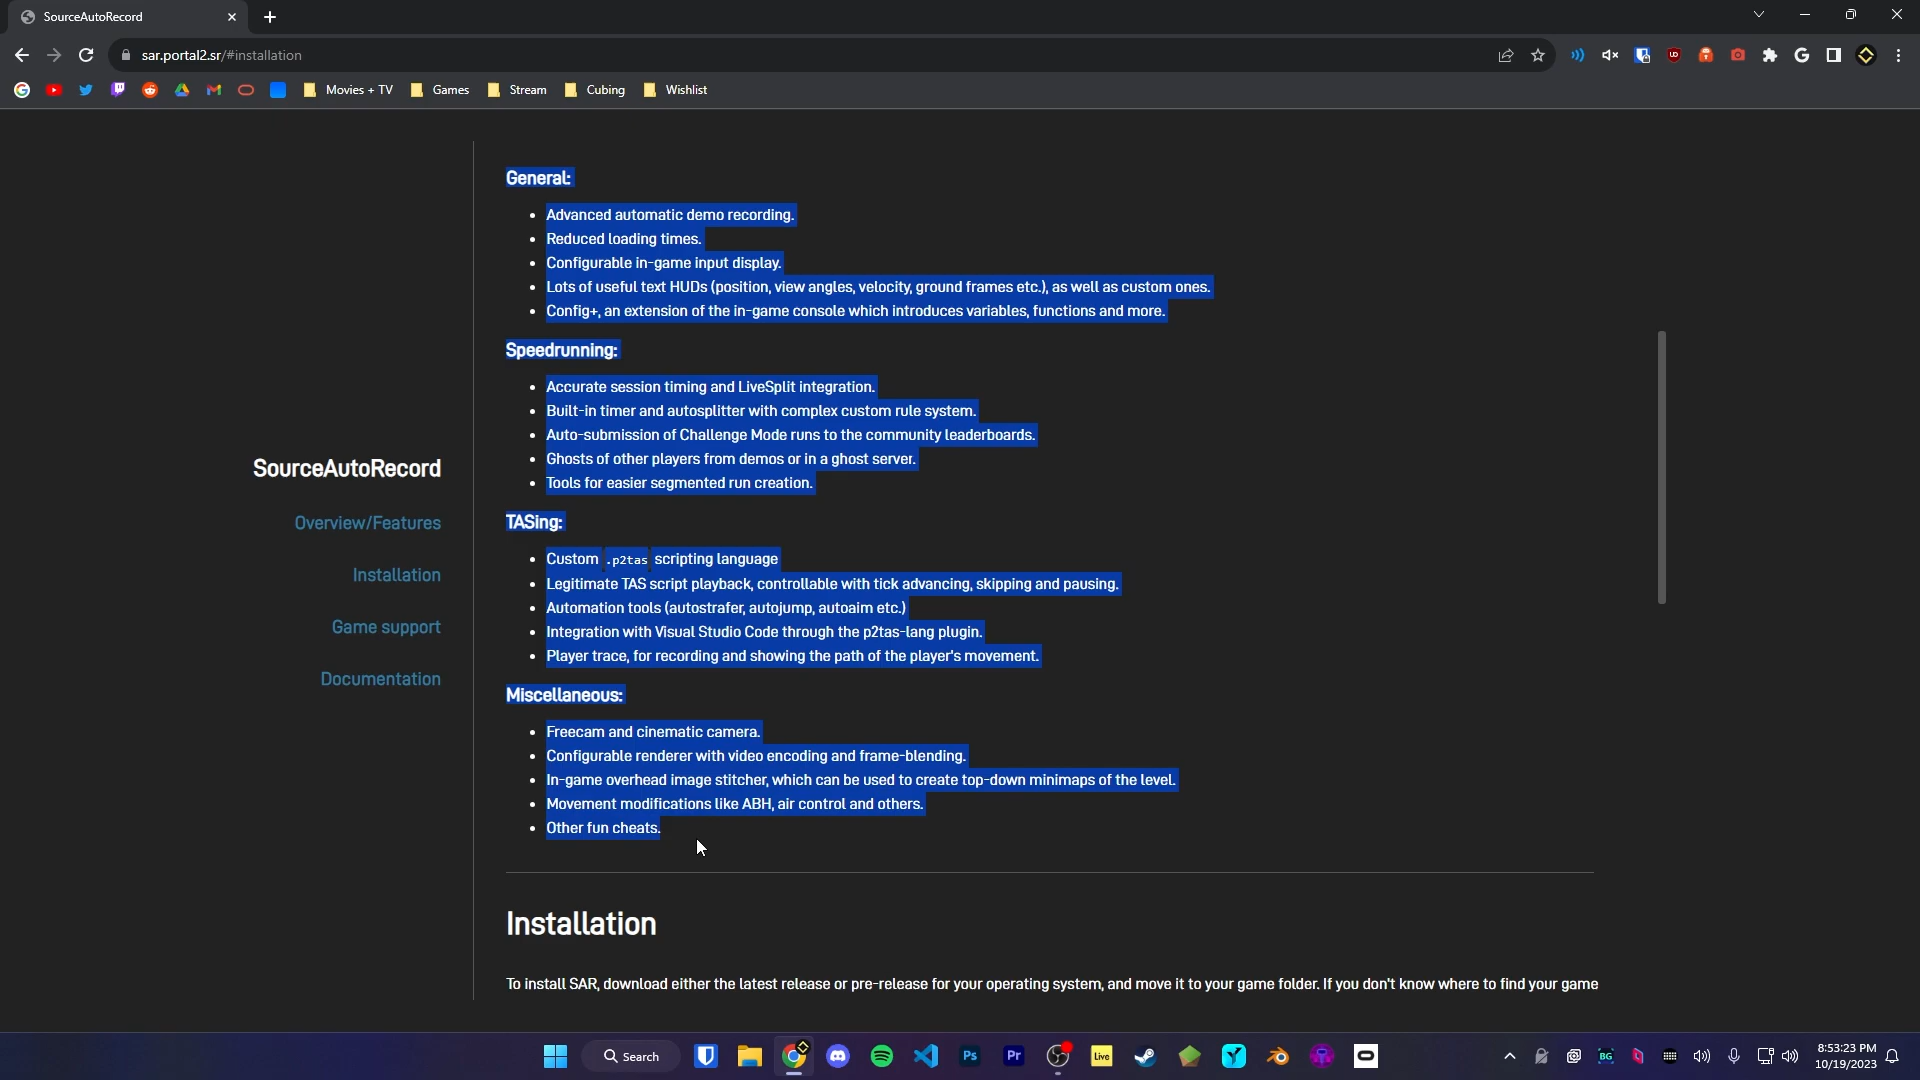 SourceAutoRecord
sar.portal2.sr/#installation
Movies + TV
Games
Stream
Cubing
Wishlist
SourceAutoRecord
Overview/Features
Installation
Game support
Documentation
General:
Advanced automatic demo recording.
Reduced loading times.
Configurable in-game input display.
Lots of useful text HUDs (position, view angles, velocity, ground frames etc.), as well as custom ones.
Config+, an extension of the in-game console which introduces variables, functions and more.
Speedrunning:
Accurate session timing and LiveSplit integration.
Built-in timer and autosplitter with complex custom rule system.
Auto-submission of Challenge Mode runs to the community leaderboards.
Ghosts of other players from demos or in a ghost server.
Tools for easier segmented run creation.
TASing:
Custom .p2tas scripting language
Legitimate TAS script playback, controllable with tick advancing, skipping and pausing.
Automation tools (autostrafer, autojump, autoaim etc.)
Integration with Visual Studio Code through the p2tas-lang plugin.
Player trace, for recording and showing the path of the player's movement.
Miscellaneous:
Freecam and cinematic camera.
Configurable renderer with video encoding and frame-blending.
In-game overhead image stitcher, which can be used to create top-down minimaps of the level.
Movement modifications like ABH, air control and others.
Other fun cheats.
Installation
To install SAR, download either the latest release or pre-release for your operating system, and move it to your game folder. If you don't know where to find your game
Search
Ps
Pr
Live
BG
8:53:23 PM
10/19/2023